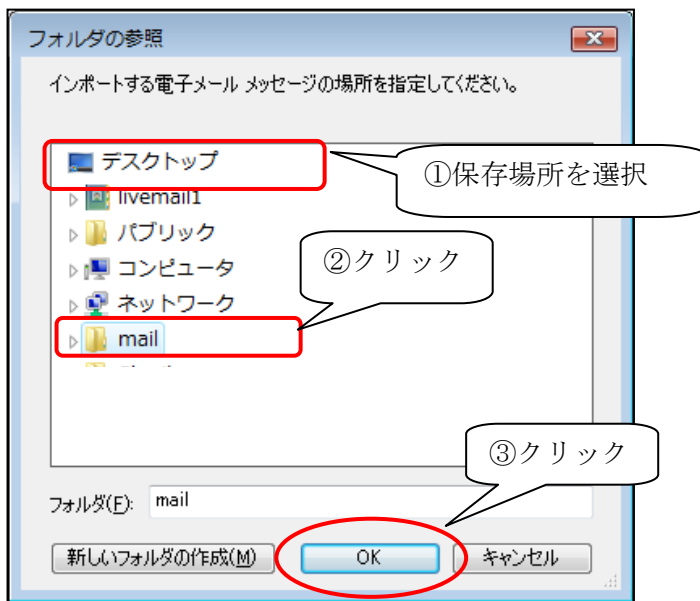 フォルダの参照
インポートする電子メール メッセージの場所を指定してください。
デスクトップ
①保存場所を選択
livemail1
パブリック
②クリック
コンピュータ
ネットワーク
mail
③クリック
フォルダ(F): mail
新しいフォルダの作成(M) OK キャンセル